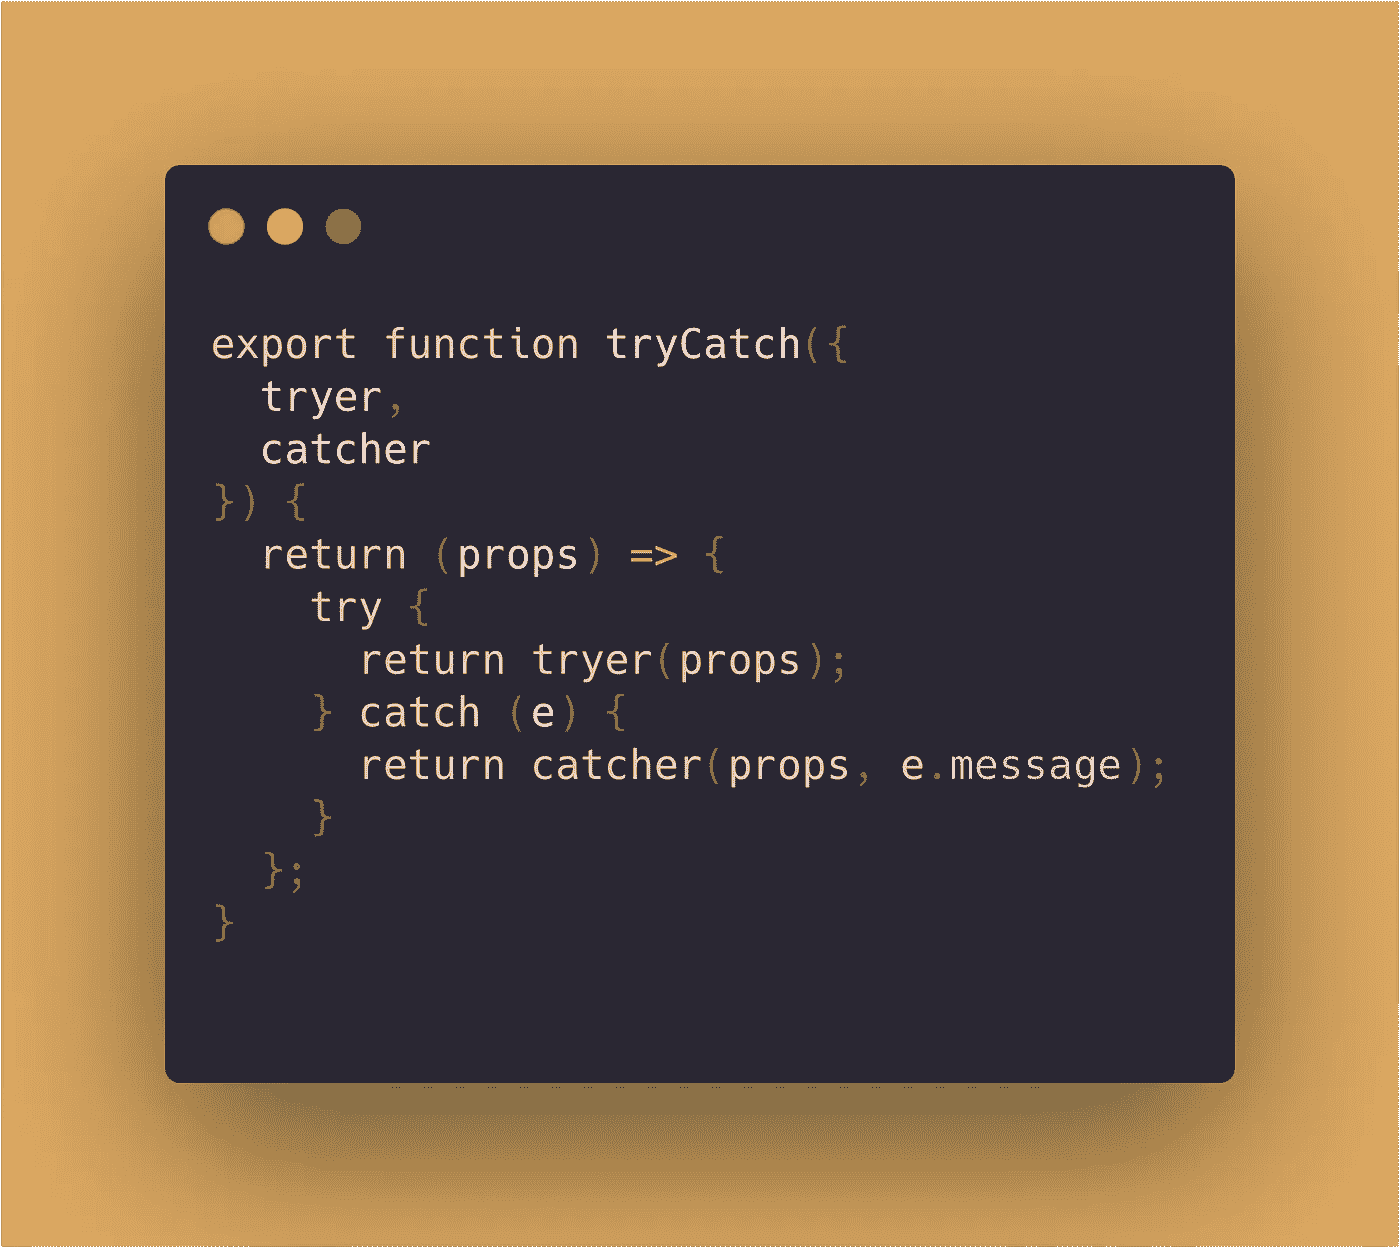 export function tryCatch({
  tryer,
  catcher
}) {
  return (props) => {
    try {
      return tryer(props);
    } catch (e) {
      return catcher(props, e.message);
    }
  };
}